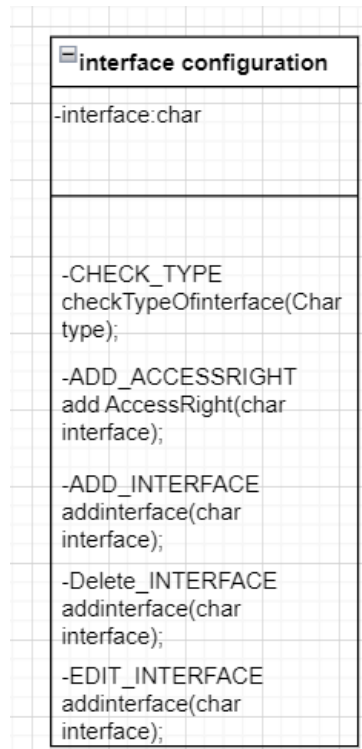 interface configuration
-interface:char
-CHECK_TYPE
checkTypeOfinterface(Char
type);
-ADD_ACCESSRIGHT
add AccessRight(char
interface);
-ADD_INTERFACE
addinterface(char
interface);
-Delete_INTERFACE
addinterface(char
interface);
-EDIT_INTERFACE
addinterface(char
interface);